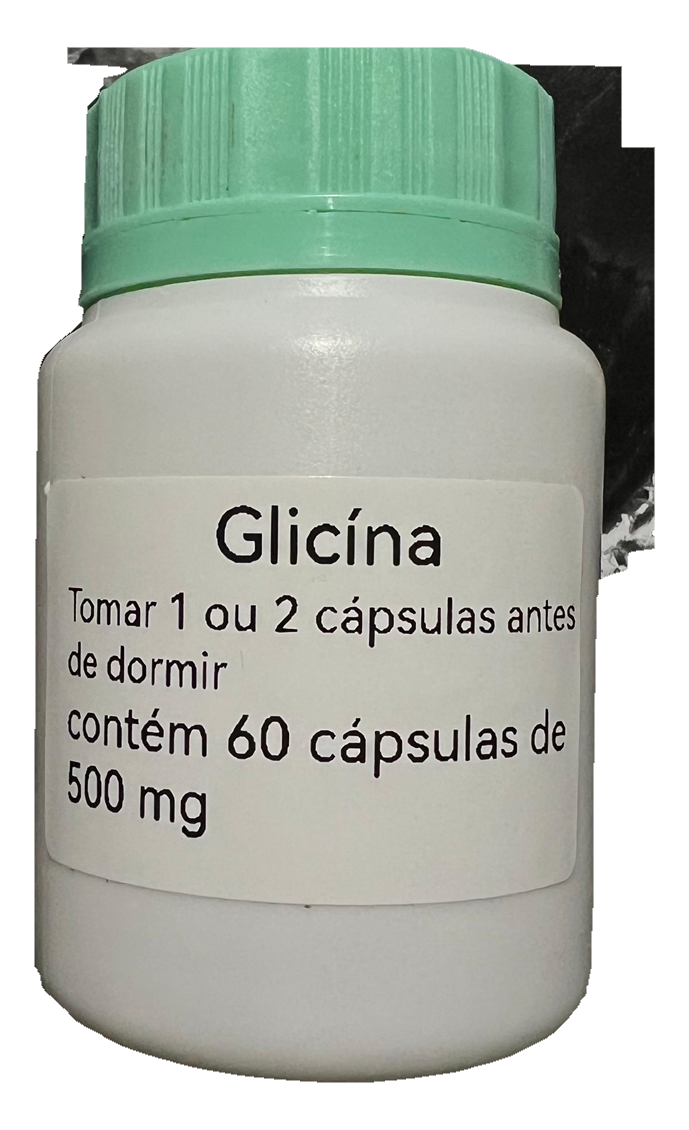 Glicína
Tomar 1 ou 2 cápsulas antes
de dormir
contém 60 cápsulas de
500 mg